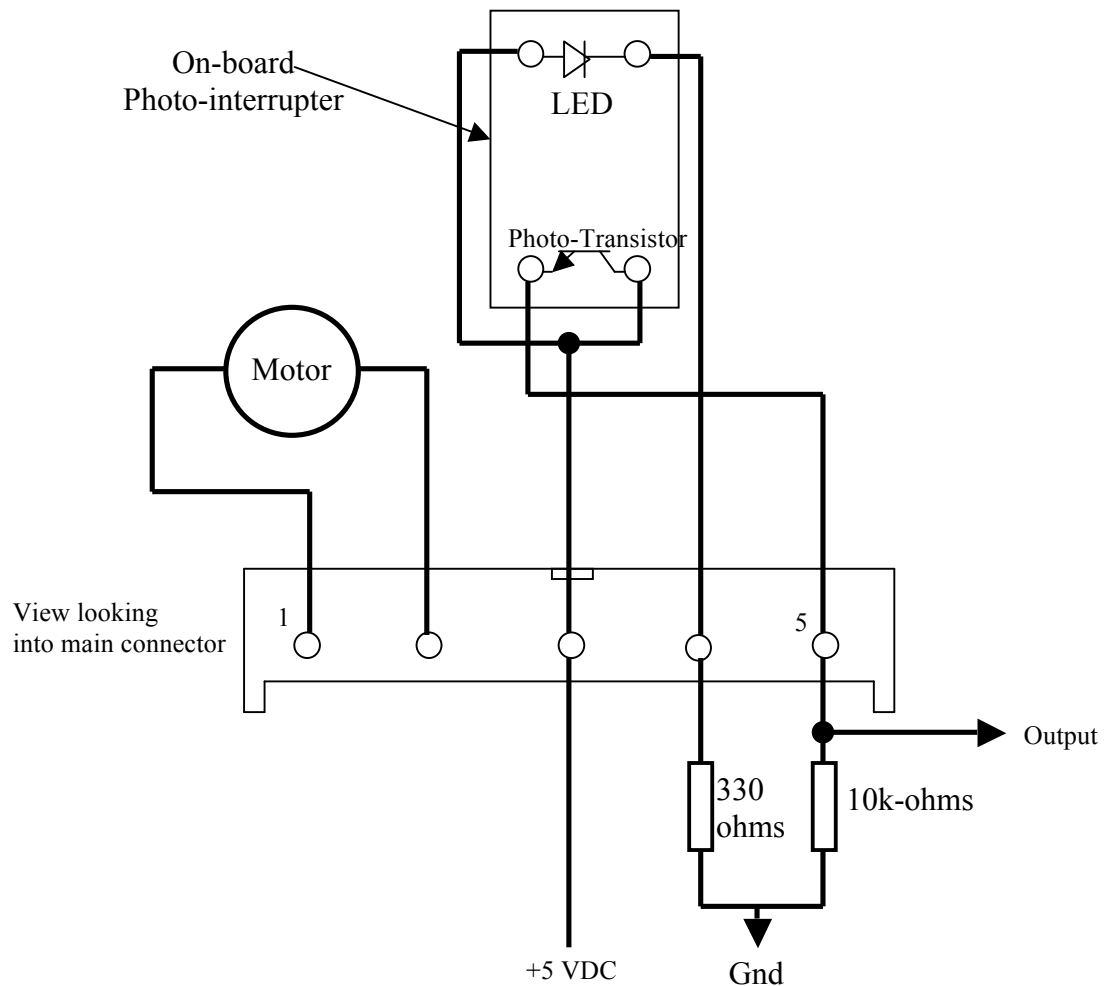 On-board
Photo-interrupter
LED
Photo-Transistor
Motor
View looking
into main connector
1
5
Output
330
ohms
10k-ohms
+5 VDC
Gnd